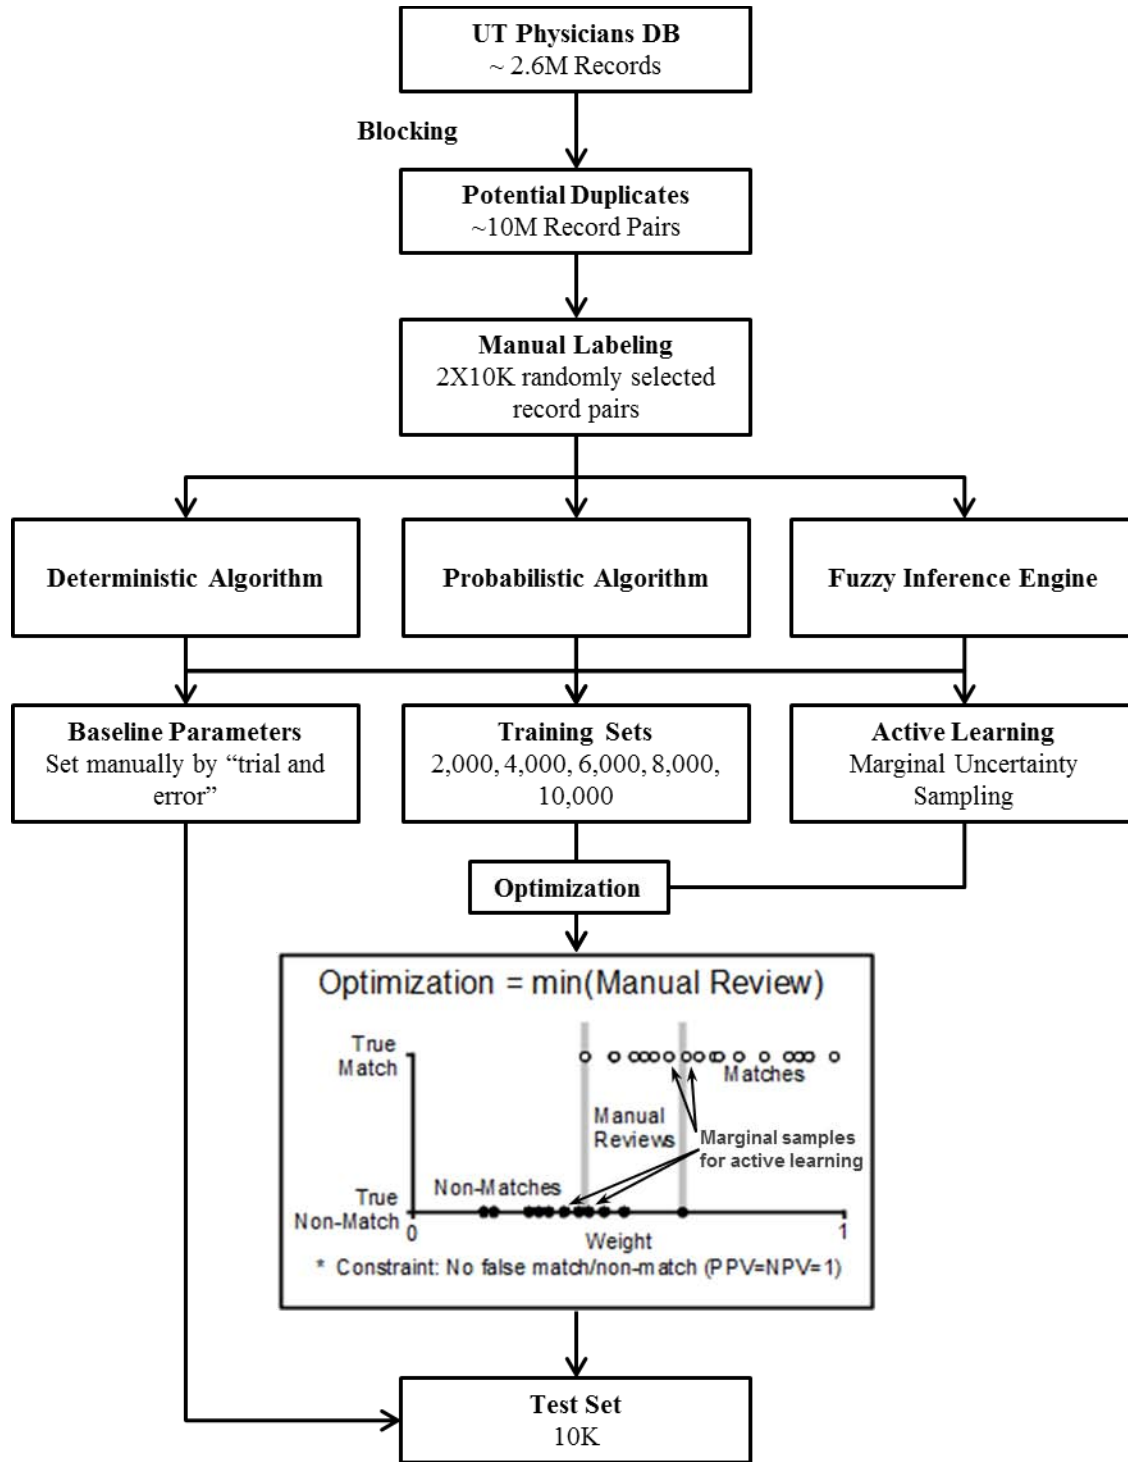 UT Physicians DB
~ 2.6M Records
Blocking
Potential Duplicates
~10M Record Pairs
Manual Labeling
2X10K randomly selected
record pairs
Deterministic Algorithm
Probabilistic Algorithm
Fuzzy Inference Engine
Baseline Parameters
Set manually by “trial and
error”
Training Sets
2,000, 4,000, 6,000, 8,000,
10,000
Active Learning
Marginal Uncertainty
Sampling
Optimization
Optimization = min(Manual Review)
True
Match
Matches
Manual
Reviews
Marginal samples
for active learning
Non-Matches
True
Non-Match
0
1
Weight
* Constraint: No false match/non-match (PPV=NPV=1)
Test Set
10K